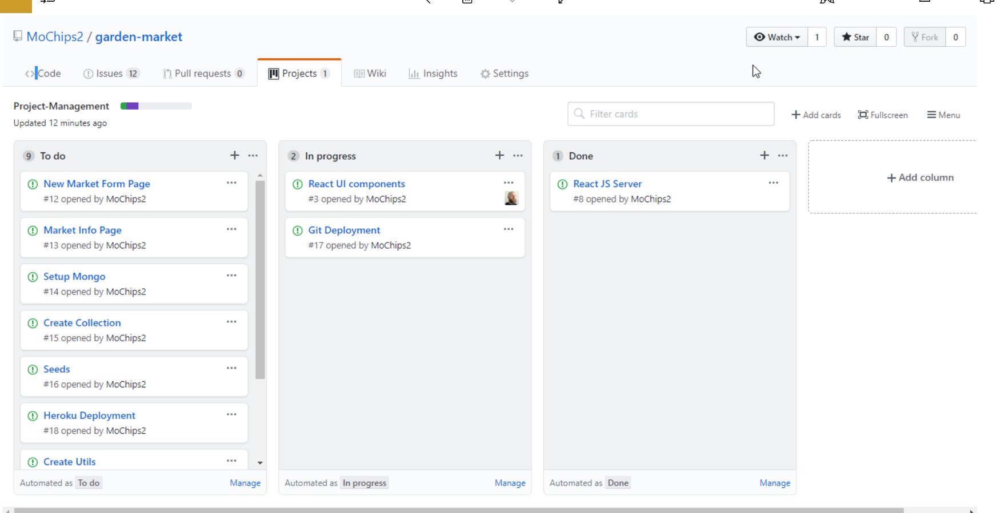 MoChips2 / garden-market
Watch 1 Star 0 Fork 0
Code Issues 12 Pull requests 0 Projects 1 Wiki Insights Settings
Project-Management
Updated 12 minutes ago
Filter cards
Add cards Fullscreen Menu
9 To do
New Market Form Page
#12 opened by MoChips2
Market Info Page
#13 opened by MoChips2
Setup Mongo
#14 opened by MoChips2
Create Collection
#15 opened by MoChips2
Seeds
#16 opened by MoChips2
Heroku Deployment
#18 opened by MoChips2
Create Utils
Automated as To do Manage
2 In progress
React UI components
#3 opened by MoChips2
Git Deployment
#17 opened by MoChips2
Automated as In progress Manage
1 Done
React JS Server
#8 opened by MoChips2
Automated as Done Manage
+ Add column